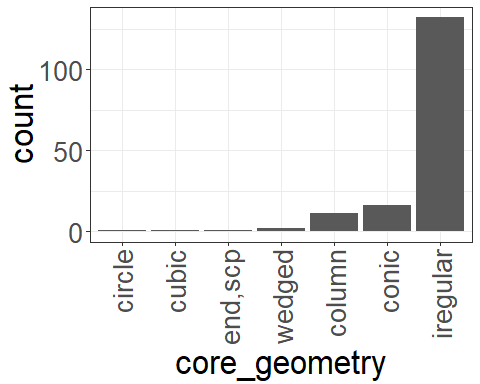 count
100
50
0
circle
cubic
end,scp
wedged
column
conic
iregular
core_geometry